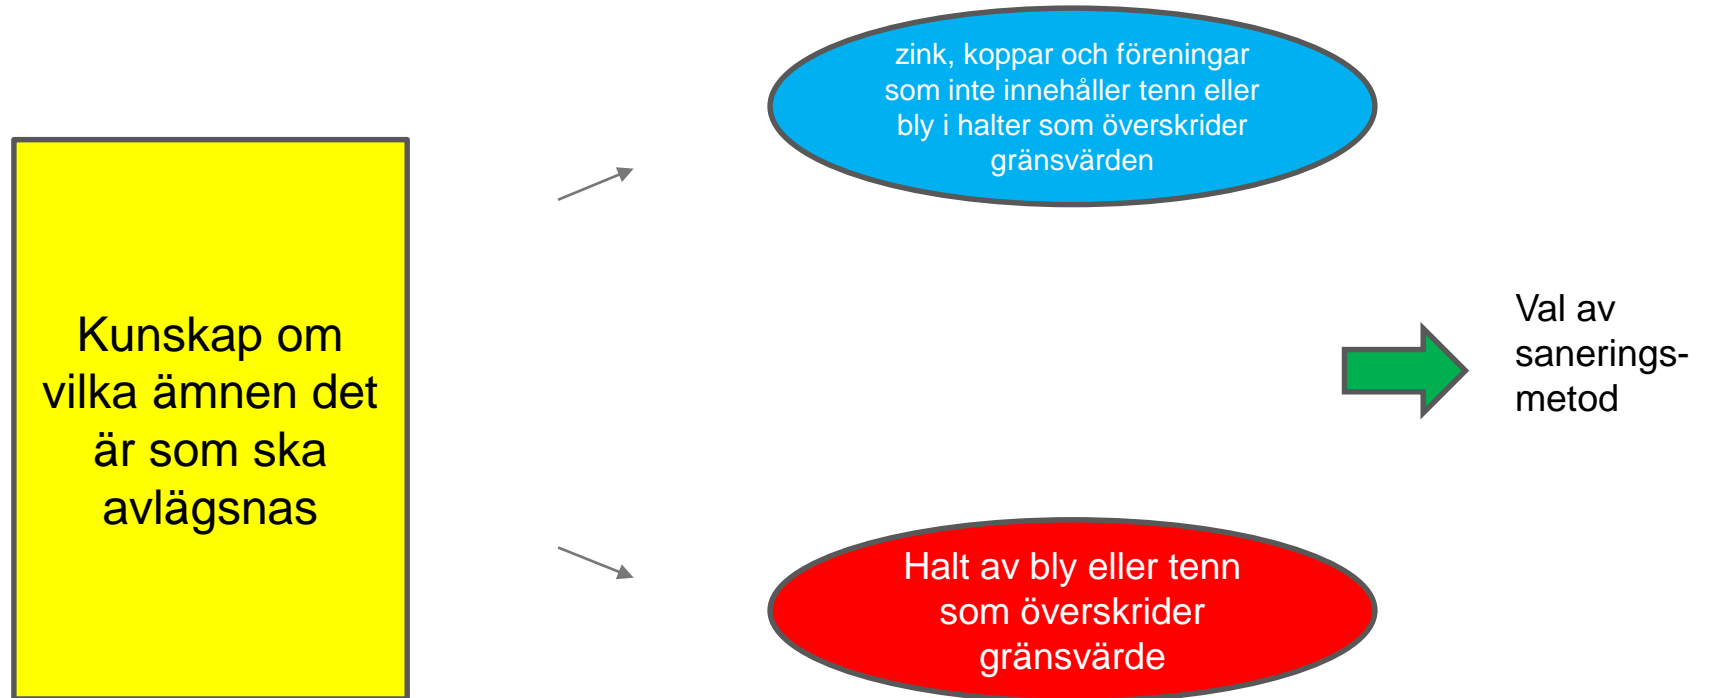 zink, koppar och föreningar
som inte innehåller tenn eller
bly i halter som överskrider
gränsvärden
Kunskap om
vilka ämnen det
är som ska
avlägsnas
Val av
sanerings-
metod
Halt av bly eller tenn
som överskrider
gränsvärde